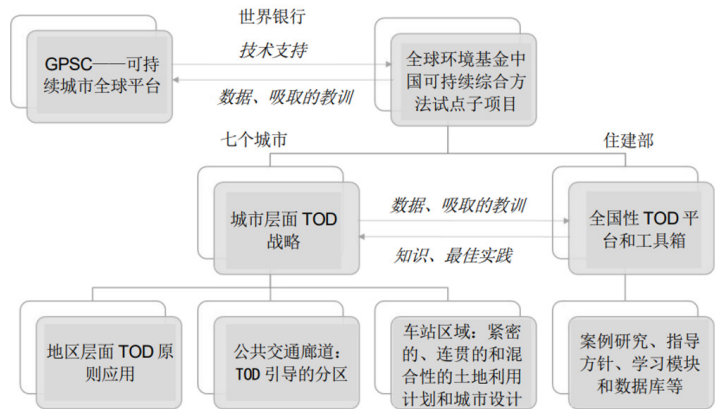 世界银行
GPSC——可持
续城市全球平台
技术支持
数据、吸取的教训
全球环境基金中
国可持续综合方
法试点子项目
七个城市
住建部
城市层面 TOD
战略
数据、吸取的教训
知识、最佳实践
全国性 TOD 平
台和工具箱
地区层面 TOD 原
则应用
公共交通廊道：
TOD 引导的分区
车站区域：紧密
的、连贯的和混
合性的土地利用
计划和城市设计
案例研究、指导
方针、学习模块
和数据库等